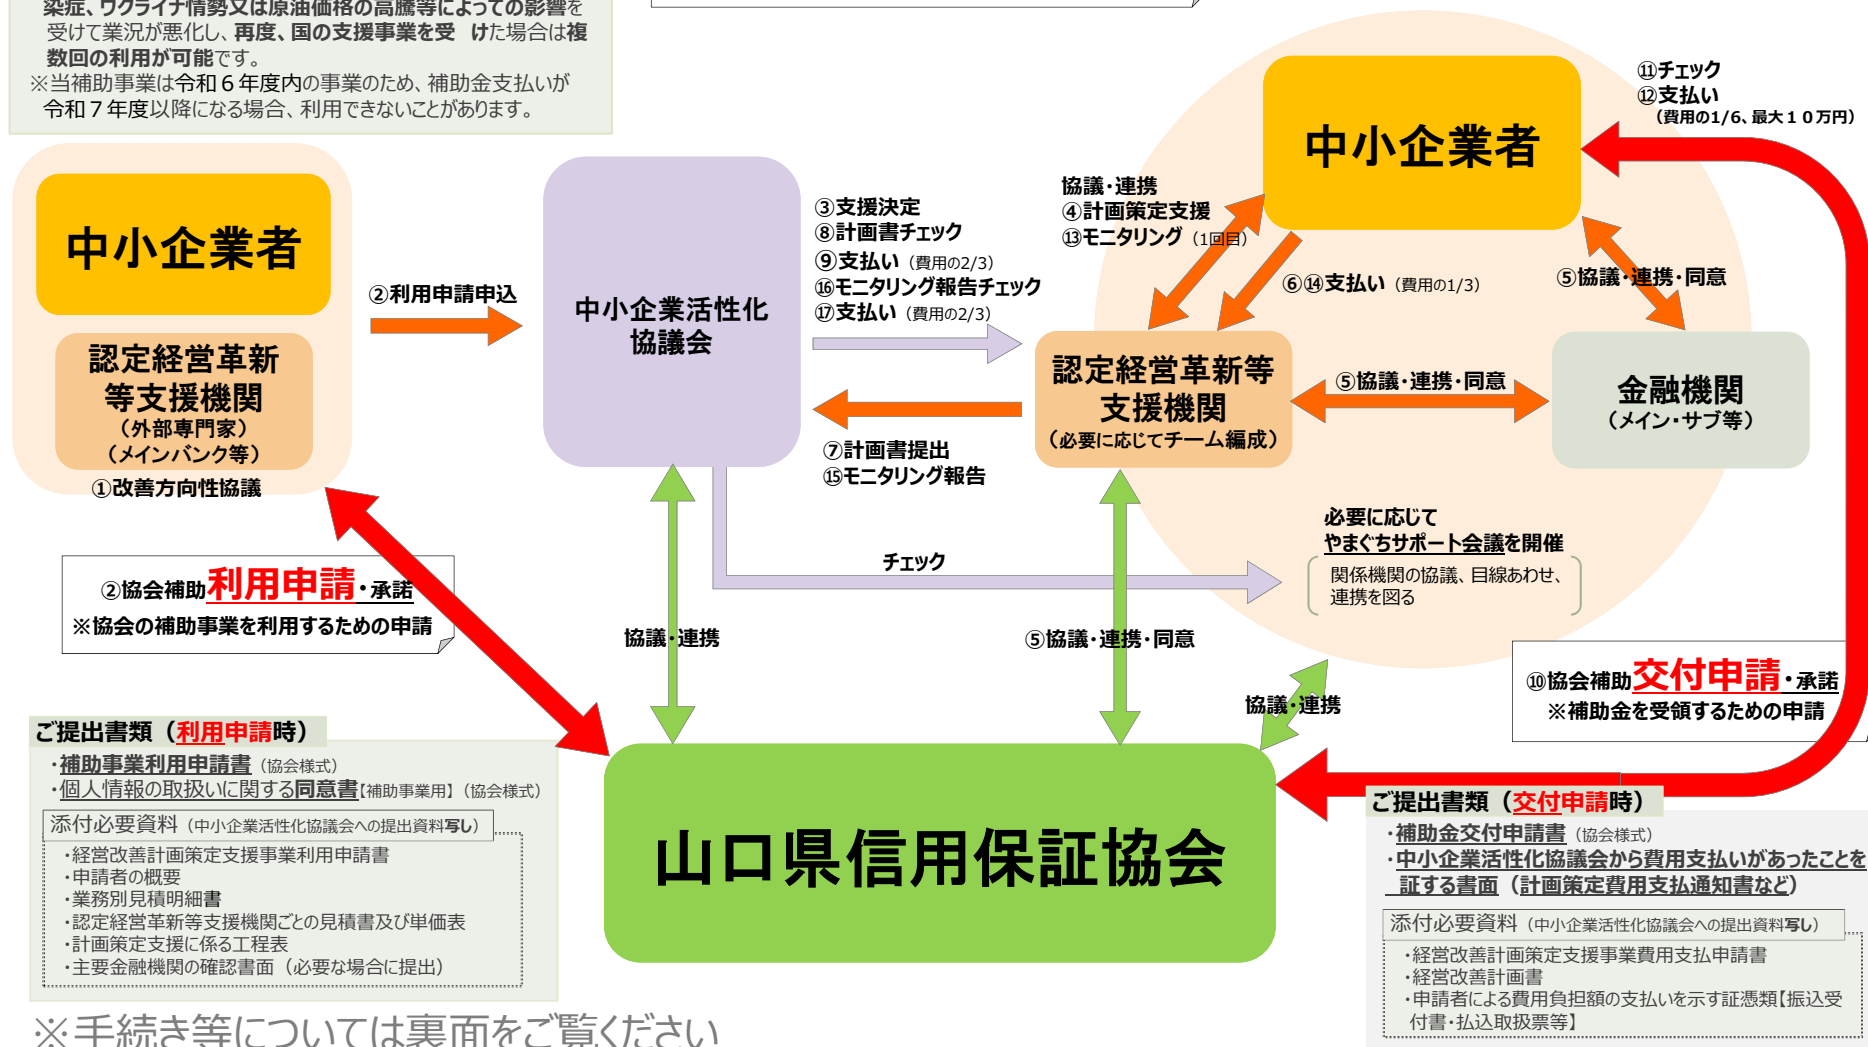 染症、ウクライナ情勢又は原油価格の高騰等によっての影響を
受けて業況が悪化し、再度、国の支援事業を受 けた場合は複
数回の利用が可能です。
※当補助事業は令和６年度内の事業のため、補助金支払いが
令和７年度以降になる場合、利用できないことがあります。
中小企業者
認定経営革新
等支援機関
（外部専門家）
（メインバンク等）
①改善方向性協議
②利用申請申込
中小企業活性化
協議会
③支援決定
⑧計画書チェック
⑨支払い（費用の2/3）
⑯モニタリング報告チェック
⑰支払い（費用の2/3）
⑦計画書提出
⑮モニタリング報告
協議・連携
④計画策定支援
⑬モニタリング（1回目）
中小企業者
⑪チェック
⑫支払い
（費用の1/6、最大１０万円）
⑥⑭支払い（費用の1/3）
⑤協議・連携・同意
認定経営革新等
支援機関
（必要に応じてチーム編成）
⑤協議・連携・同意
金融機関
（メイン・サブ等）
必要に応じて
やまぐちサポート会議を開催
関係機関の協議、目線あわせ、
連携を図る
チェック
②協会補助利用申請・承諾
※協会の補助事業を利用するための申請
協議・連携
⑤協議・連携・同意
協議・連携
⑩協会補助交付申請・承諾
※補助金を受領するための申請
山口県信用保証協会
ご提出書類（利用申請時）
・補助事業利用申請書（協会様式）
・個人情報の取扱いに関する同意書【補助事業用】（協会様式）
添付必要資料（中小企業活性化協議会への提出資料写し）
・経営改善計画策定支援事業利用申請書
・申請者の概要
・業務別見積明細書
・認定経営革新等支援機関ごとの見積書及び単価表
・計画策定支援に係る工程表
・主要金融機関の確認書面（必要な場合に提出）
ご提出書類（交付申請時）
・補助金交付申請書（協会様式）
・中小企業活性化協議会から費用支払いがあったことを
証する書面（計画策定費用支払通知書など）
添付必要資料（中小企業活性化協議会への提出資料写し）
・経営改善計画策定支援事業費用支払申請書
・経営改善計画書
・申請者による費用負担額の支払いを示す証憑類【振込受
付書・払込取扱票等】
※手続き等については裏面をご覧ください